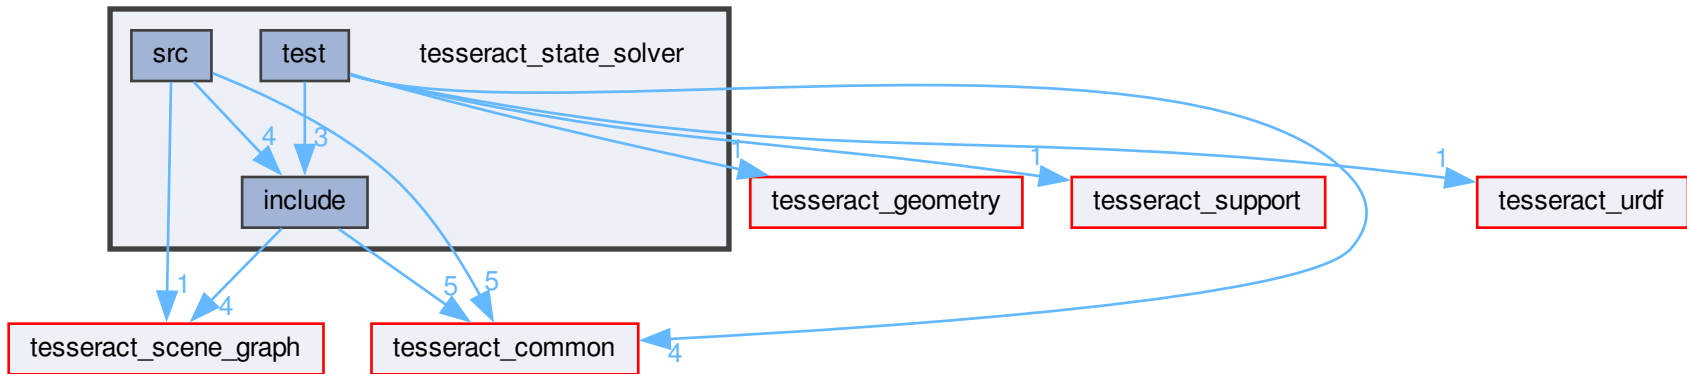 src
test
tesseract_state_solver
4
3
1
1
1
include
tesseract_geometry
tesseract_support
tesseract_urdf
1
4
5
5
4
tesseract_scene_graph
tesseract_common